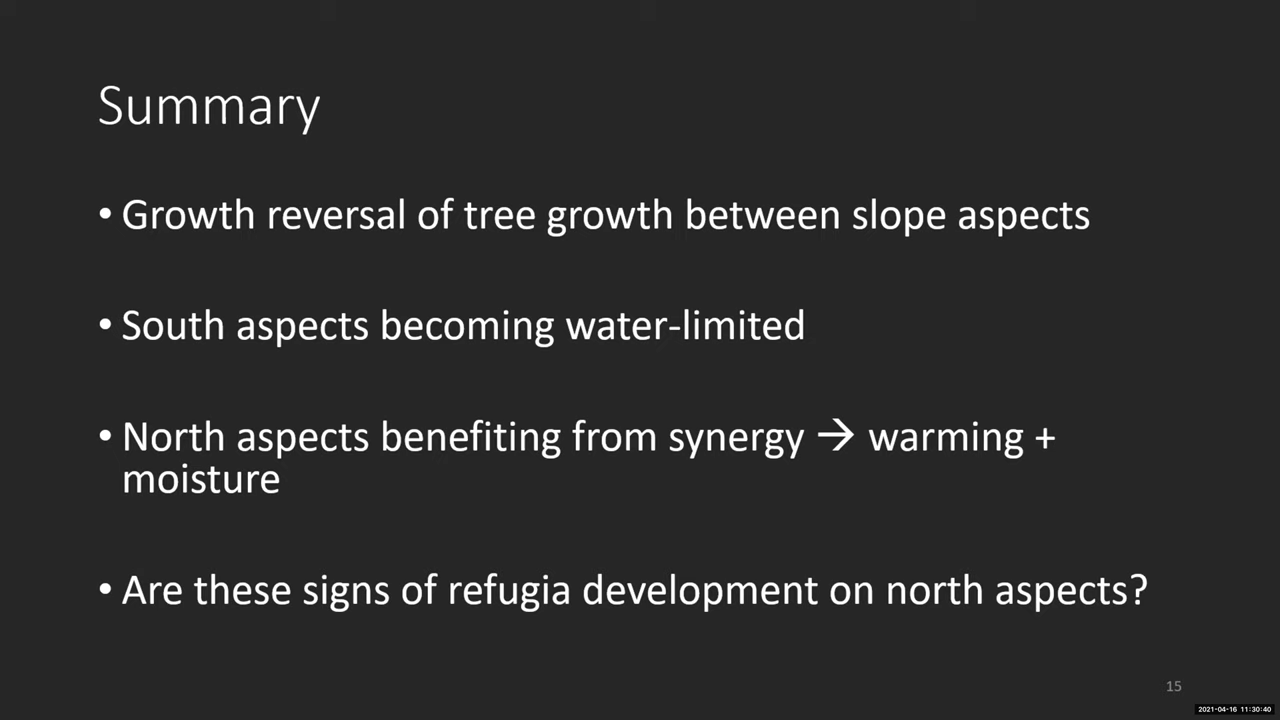 Summary
• Growth reversal of tree growth between slope aspects
• South aspects becoming water-limited
• North aspects benefiting from synergy → warming +
moisture
• Are these signs of refugia development on north aspects?
15
2021-04-16 11:30:40